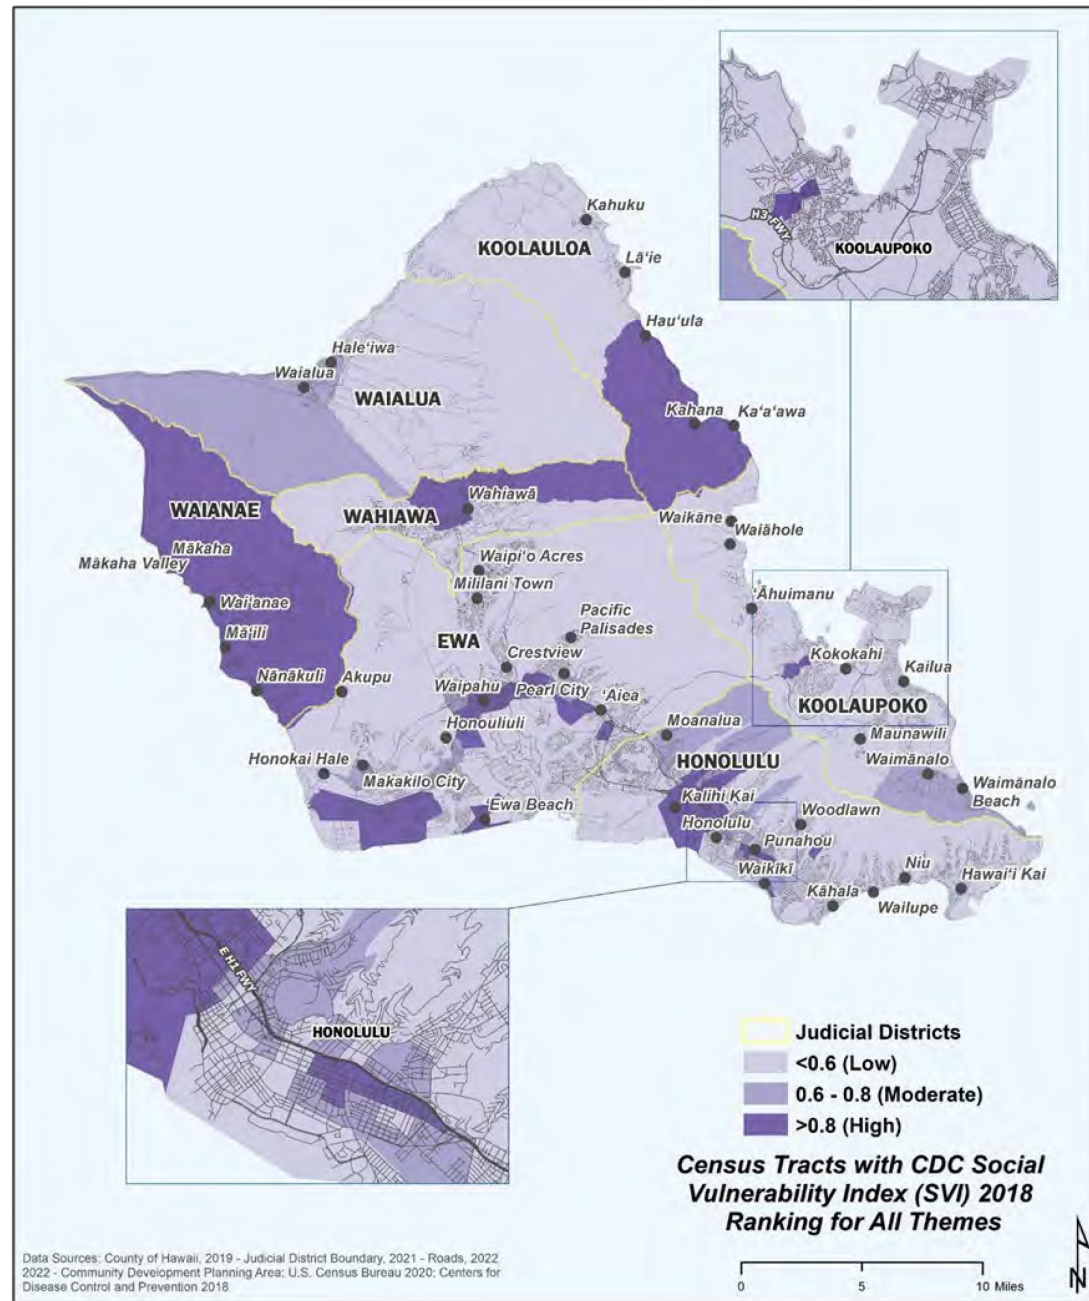 H3-FWY
KOOLAUPOKO
Kahuku
KOOLAULOA
Lā'ie
Hau'ula
Hale'iwa
Waialua
WAIALUA
Kahana
Ka'a'awa
Wahiawā
WAIANAE
WAHIAWA
Waikāne
Waiāhole
Mākaha
Mākaha Valley
Waipi'o Acres
Mililani Town
'Āhuimanu
Wai'anae
Pacific
Palisades
Mā'ili
EWA
Crestview
Kokokahi
Kailua
Nānākuli
Akupu
Waipahu
Pearl City
'Aiea
KOOLAUPOKO
Honouliuli
Moanalua
Maunawili
HONOLULU
Waimānalo
Honokai Hale
Makakilo City
Waimānalo
Beach
'Ewa Beach
Kalihi Kai
Woodlawn
Honolulu
Punahou
Niu
Waikīkī
Hawai'i Kai
Kāhala
Wailupe
E H1 FWY
HONOLULU
Judicial Districts
<0.6 (Low)
0.6 - 0.8 (Moderate)
>0.8 (High)
Census Tracts with CDC Social
Vulnerability Index (SVI) 2018
Ranking for All Themes
Data Sources: County of Hawaii, 2019 - Judicial District Boundary, 2021 - Roads, 2022
2022 - Community Development Planning Area; U.S. Census Bureau 2020; Centers for
Disease Control and Prevention 2018
0 5 10 Miles
N